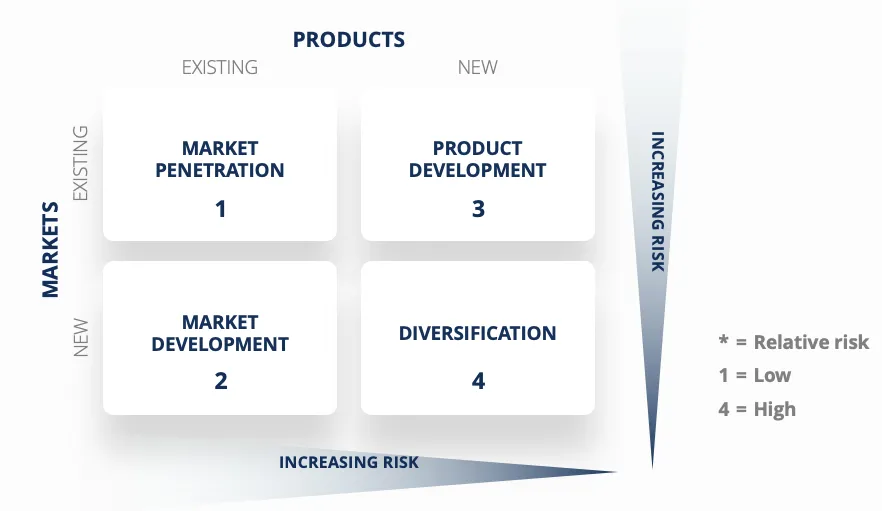 PRODUCTS
EXISTING
NEW
MARKETS
EXISTING
MARKET
PENETRATION
1
PRODUCT
DEVELOPMENT
3
NEW
MARKET
DEVELOPMENT
2
DIVERSIFICATION
4
INCREASING RISK
INCREASING RISK
* = Relative risk
1 = Low
4 = High